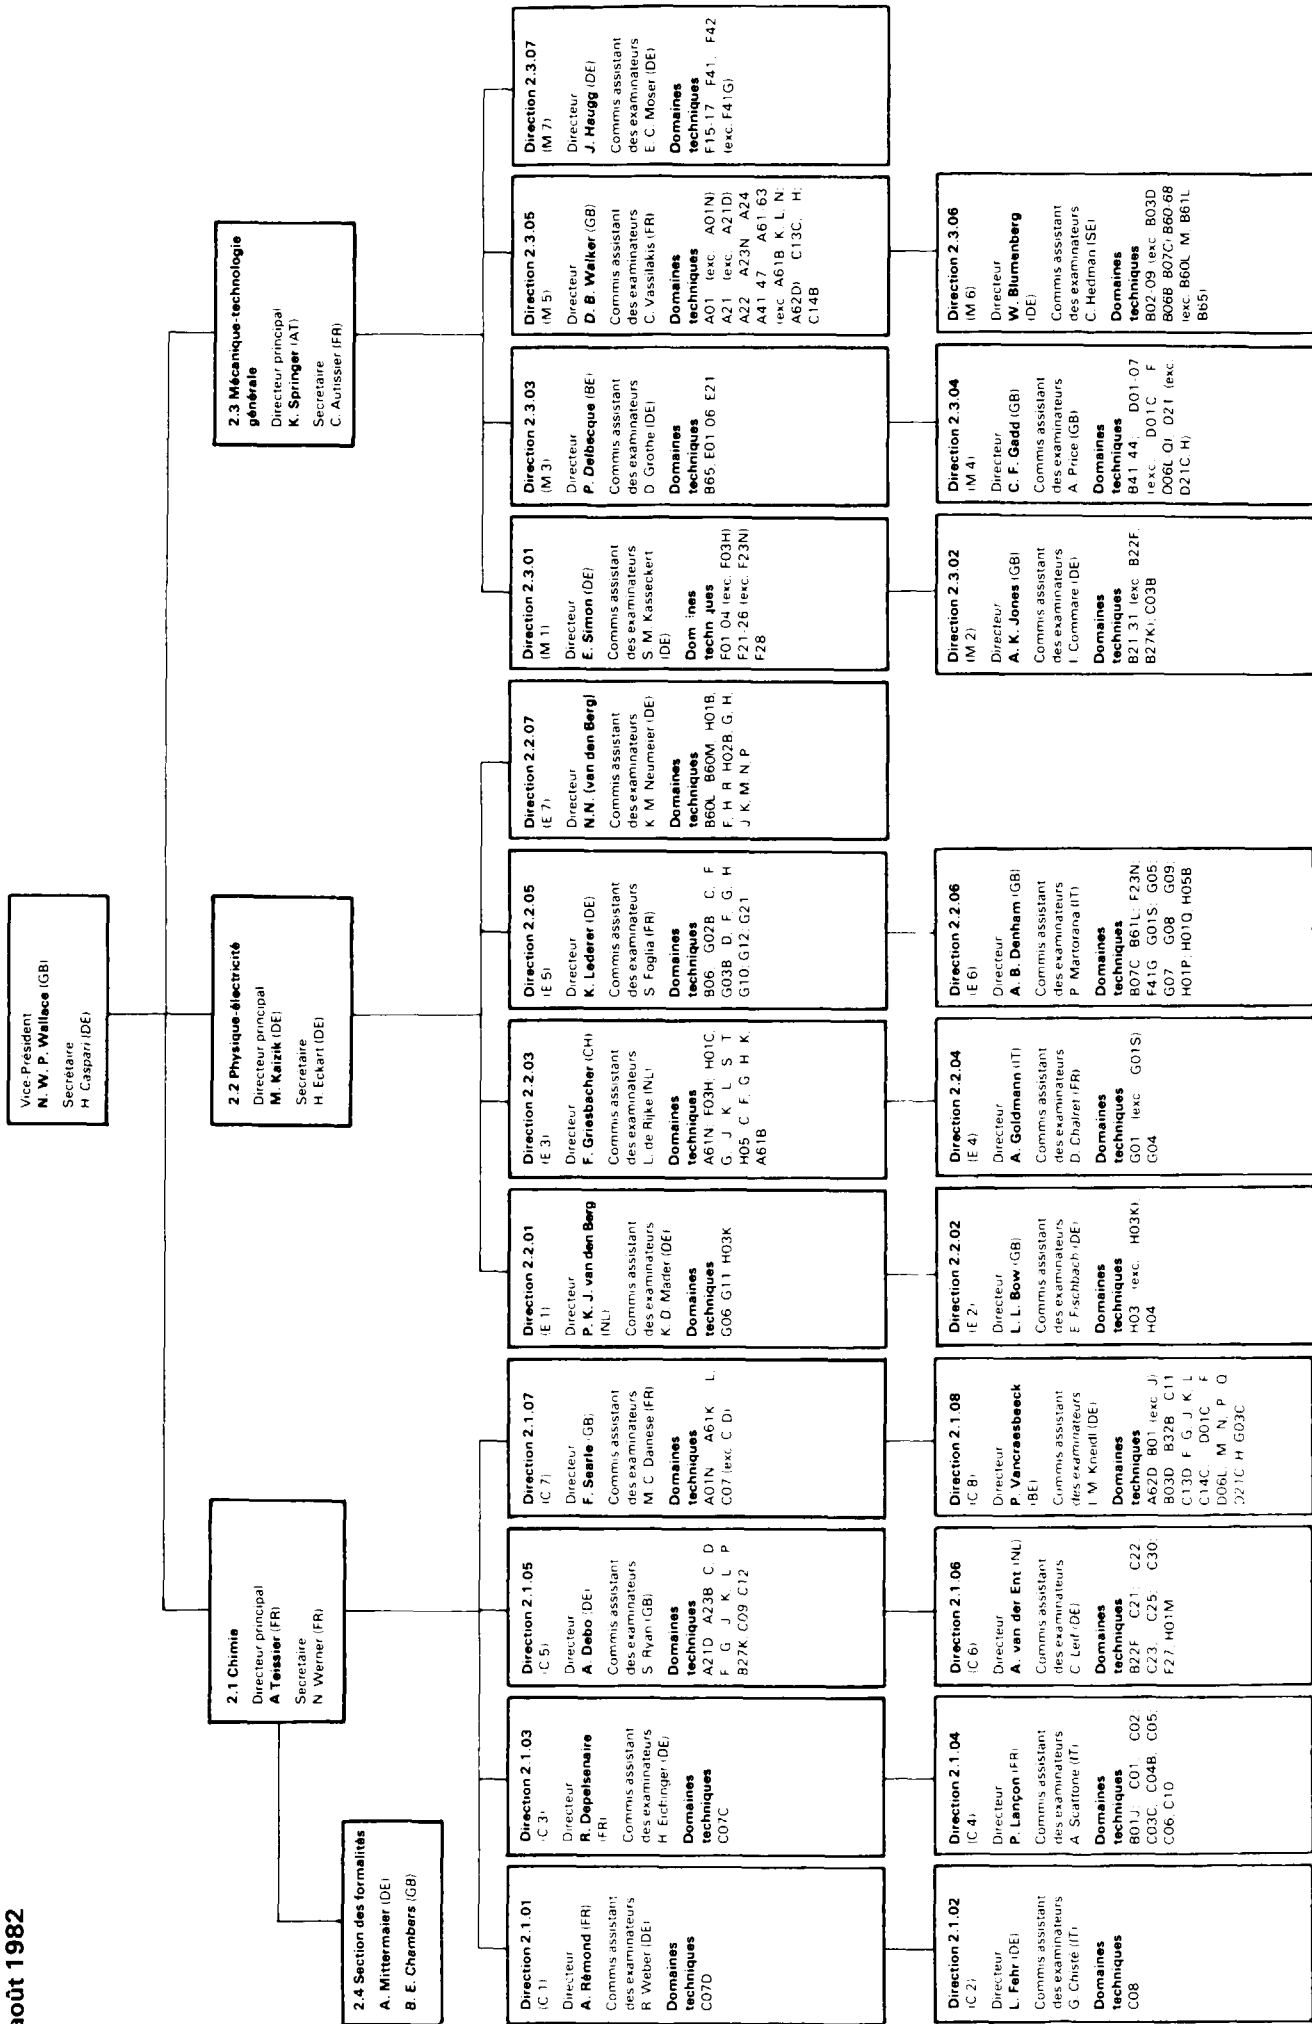 août 1982
Vice-Président
N. W. P. Wallace (GB)
Secrétaire
H. Caspari (DE)
2.1 Chimie
Directeur principal
A Teissier (FR)
Secretaire
N Werner (FR)
2.2 Physique-électricité
Directeur principal
M. Kaizik (DE)
Secretaire
H. Eckart (DE)
2.3 Mécanique-technologie
générale
Directeur principal
K. Springer (AT)
Secretaire
C. Autissier (FR)
2.4 Section des formalités
A. Mittermaier (DE)
B. E. Chambers (GB)
Direction 2.1.01
(C 1)
Directeur
A. Rémond (FR)
Commis assistant
des examinateurs
R Weber (DE)
Domaines
techniques
C07D
Direction 2.1.03
(C 3)
Directeur
R. Depelsenaire
(FR)
Commis assistant
des examinateurs
H Eichinger (DE)
Domaines
techniques
C07C
Direction 2.1.05
(C 5)
Directeur
A. Debo (DE)
Commis assistant
des examinateurs
S Ryan (GB)
Domaines
techniques
A21D A23B C, D
F G J K L P
B27K C09 C12
Direction 2.1.07
(C 7)
Directeur
F. Searle (GB)
Commis assistant
des examinateurs
M C Dainese (FR)
Domaines
techniques
A01N A61K L.
C07 (exc C D)
Direction 2.2.01
(E 1)
Directeur
P. K. J. van den Berg
(NL)
Commis assistant
des examinateurs
K. D. Mader (DE)
Domaines
techniques
G06 G11 H03K
Direction 2.2.03
(E 3)
Directeur
F. Griesbacher (CH)
Commis assistant
des examinateurs
L. de Rijke (NL)
Domaines
techniques
A61N F03H, H01C,
G J K L S T
H05 C F, G H K,
A61B
Direction 2.2.05
(E 5)
Directeur
K. Lederer (DE)
Commis assistant
des examinateurs
S Foglia (FR)
Domaines
techniques
B06 G02B C, F
G03B D, F, G, H
G10; G12; G21
Direction 2.2.07
(E 7)
Directeur
N.N. (van den Berg)
Commis assistant
des examinateurs
K M Neumeier (DE)
Domaines
techniques
B60L B60M, H01B,
F, H R H02B, G, H,
J K, M, N, P
Direction 2.3.01
(M 1)
Directeur
E. Simon (DE)
Commis assistant
des examinateurs
S. M. Kasseckert
(DE)
F01 04 (exc. F03H)
F21-26 (exc. F23N)
F28
Direction 2.3.03
(M 3)
Directeur
P. Delbecque (BE)
Commis assistant
des examinateurs
D Grothe (DE)
Domaines
techniques
B65 E01 06 E21
Direction 2.3.05
(M 5)
Directeur
D. B. Walker (GB)
Commis assistant
des examinateurs
C. Vassilakis (FR)
Domaines
techniques
A01 (exc. A01N)
A21 (exc. A21D)
A22 A23N A24
A41 47 A61-63
(exc A61B K, L, N;
A62D) C13C, H;
C14B
Direction 2.3.07
(M 7)
Directeur
J. Haugg (DE)
Commis assistant
des examinateurs
E. C. Moser (DE)
Domaines
techniques
F15-17 F41, F42
(exc. F41G)
Direction 2.1.02
(C 2)
Directeur
L. Fehr (DE)
Commis assistant
des examinateurs
G. Chisté (IT)
Domaines
techniques
C08
Direction 2.1.04
(C 4)
Directeur
P. Lançon (FR)
Commis assistant
des examinateurs
A Scattone (IT)
Domaines
techniques
B01J; C01, C02;
C03C, C04B, C05,
C06, C10
Direction 2.1.06
(C 6)
Directeur
A. van der Ent (NL)
Commis assistant
des examinateurs
C Leif (DE)
Domaines
techniques
B22F C21; C22,
C23, C25; C30;
F27 H01M
Direction 2.1.08
(C 8)
Directeur
P. Vancraesbeeck
(BE)
Commis assistant
des examinateurs
I M Kneidl (DE)
Domaines
techniques
A62D B01 (exc J)
B03D B32B C11
C13D F G, J, K, L
C14C, D01C F
D06L, M, N, P, Q
D21C H G03C
Direction 2.2.02
(E 2)
Directeur
L. L. Bow (GB)
Commis assistant
des examinateurs
E Fischbach (DE)
Domaines
techniques
H03 (exc. H03K),
H04
Direction 2.2.04
(E 4)
Directeur
A. Goldmann (IT)
Commis assistant
des examinateurs
D. Chalret (FR)
Domaines
techniques
G01 (exc G01S)
G04
Direction 2.2.06
(E 6)
Directeur
A. B. Denham (GB)
Commis assistant
des examinateurs
P Martorana (IT)
Domaines
techniques
B07C B61L; F23N;
F41G G01S; G05;
G07 G08 G09;
H01P, H01Q, H05B
Direction 2.3.02
(M 2)
Directeur
A. K. Jones (GB)
Commis assistant
des examinateurs
I. Commare (DE)
Domaines
techniques
B21 31 (exc B22F,
B27K), C03B
Direction 2.3.04
(M 4)
Directeur
C. F. Gadd (GB)
Commis assistant
des examinateurs
A Price (GB)
Domaines
techniques
B41 44; D01-07
(exc. D01C F
D06L Q) D21 (exc.
D21C, H)
Direction 2.3.06
(M 6)
Directeur
W. Blumenberg
(DE)
Commis assistant
des examinateurs
C. Hedman (SE)
Domaines
techniques
B02-09 (exc B03D
B06B B07C) B60-68
(exc. B60L M, B61L
B65)